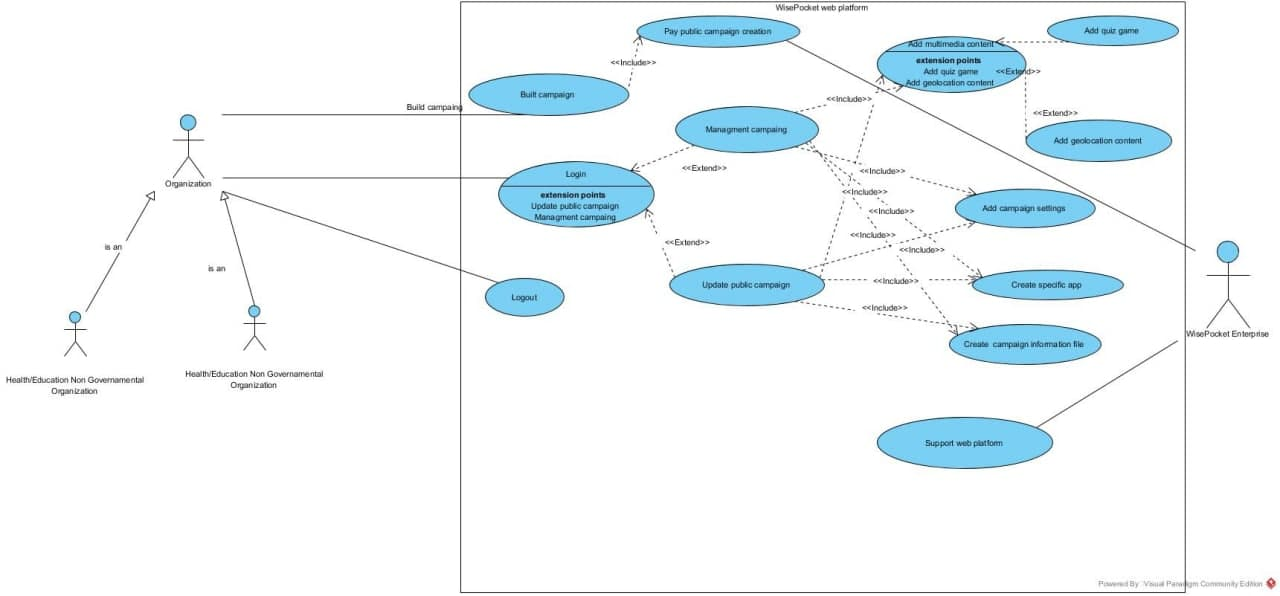 WisePocket web platform
Pay public campaign creation
Add quiz game
Add multimedia content
extension points
Add quiz game
Add geolocation content
<<Extend>>
<<Include>>
Built campaign
Build campaing
<<Include>>
<<Extend>>
Managment campaing
Add geolocation content
Organization
Login
extension points
Update public campaign
Managment campaing
<<Extend>>
<<Include>>
<<Include>>
<<Include>>
Add campaign settings
<<Include>>
<<Extend>>
<<Include>>
is an
is an
Update public campaign
<<Include>>
Create specific app
Logout
<<Include>>
Create campaign information file
WisePocket Enterprise
Health/Education Non Governamental
Organization
Health/Education Non Governamental
Organization
Support web platform
Powered By Visual Paradigm Community Edition